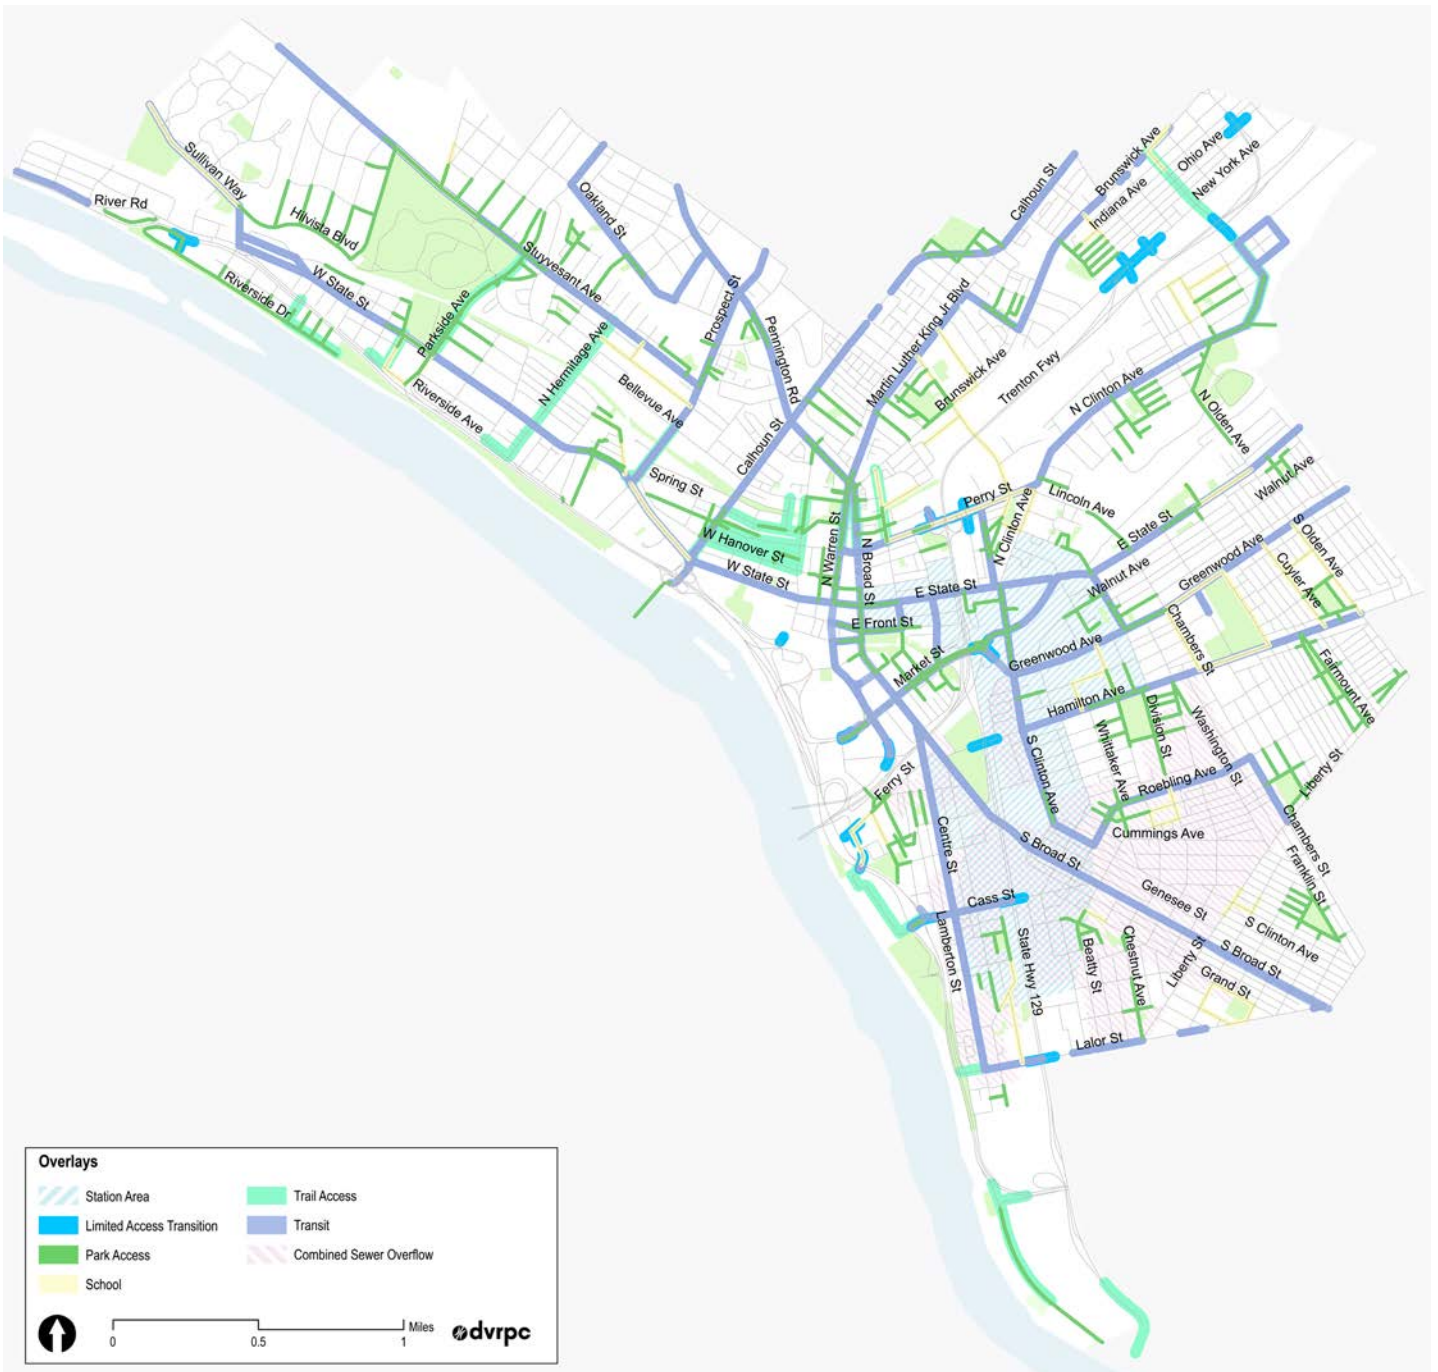 Sullivan Way
River Rd
Hilvista Blvd
Oakland St
Calhoun St
Brunswick Ave
Ohio Ave
New York Ave
Indiana Ave
Riverside Dr
W State St
Stuyvesant Ave
Parkside Ave
Prospect St
Pennington Rd
Martin Luther King Jr Blvd
N Hermitage Ave
Riverside Ave
Bellevue Ave
Brunswick Ave
Trenton Fwy
N Clinton Ave
N Olden Ave
Calhoun St
Spring St
Perry St
Lincoln Ave
Walnut Ave
W Hanover St
N Warren St
N Broad St
N Clinton Ave
E State St
S Olden Ave
Greenwood Ave
Cuyler Ave
W State St
E State St
Walnut Ave
E Front St
Market St
Greenwood Ave
Chambers St
Fairmount Ave
Hamilton Ave
Division St
Washington St
Whittaker Ave
S Clinton Ave
Liberty St
Ferry St
Roebling Ave
Cummings Ave
Centre St
S Broad St
Chambers St
Franklin St
Genesee St
Cass St
S Clinton Ave
Lamberton St
State Hwy 129
Beatty St
Chestnut Ave
Liberty St
S Broad St
Grand St
Lalor St
Overlays
Station Area
Trail Access
Limited Access Transition
Transit
Park Access
Combined Sewer Overflow
School
Miles
0 0.5 1
dvrpc